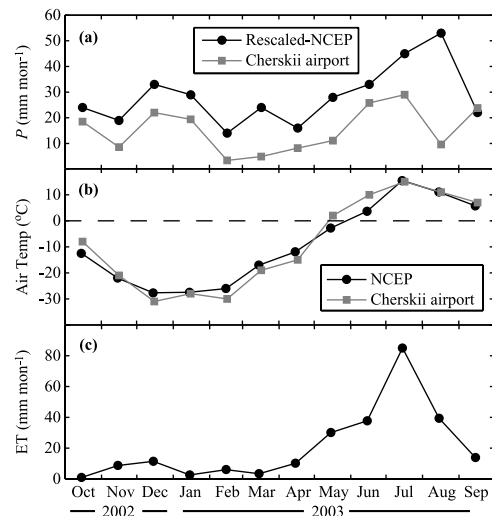 60
50
40
30
20
10
P (mm mon-1)
(a)
Rescaled-NCEP
Cherskii airport
10
0
-10
-20
-30
Air Temp (°C)
(b)
NCEP
Cherskii airport
80
60
40
20
0
ET (mm mon-1)
(c)
Oct Nov Dec Jan Feb Mar Apr May Jun Jul Aug Sep
2002 2003